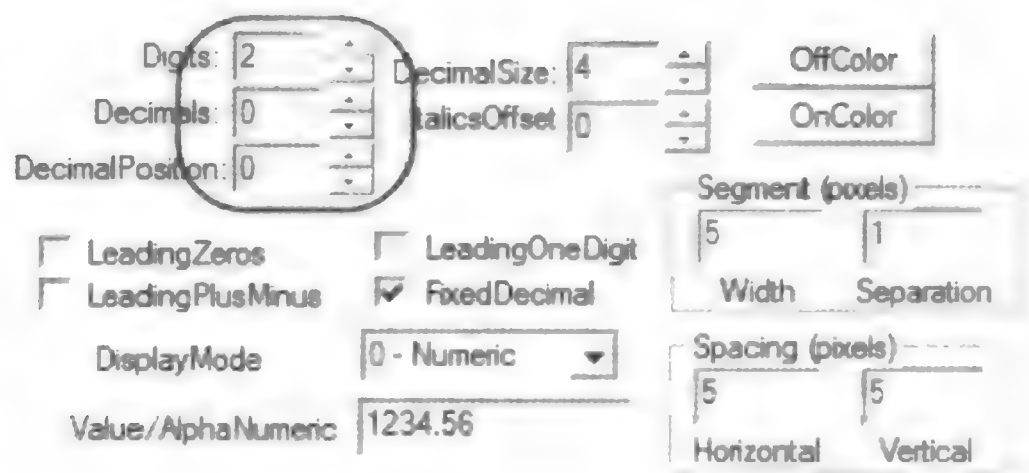 Digits: 2
DecimalSize: 4
OffColor
Decimals: 0
ItalicsOffset 0
OnColor
DecimalPosition: 0
Segment (pixels)
5 1
Width Separation
LeadingZeros
LeadingOneDigit
LeadingPlusMinus
FixedDecimal
DisplayMode 0 - Numeric
Spacing (pixels)
5 5
Horizontal Vertical
Value/AlphaNumeric 1234.56